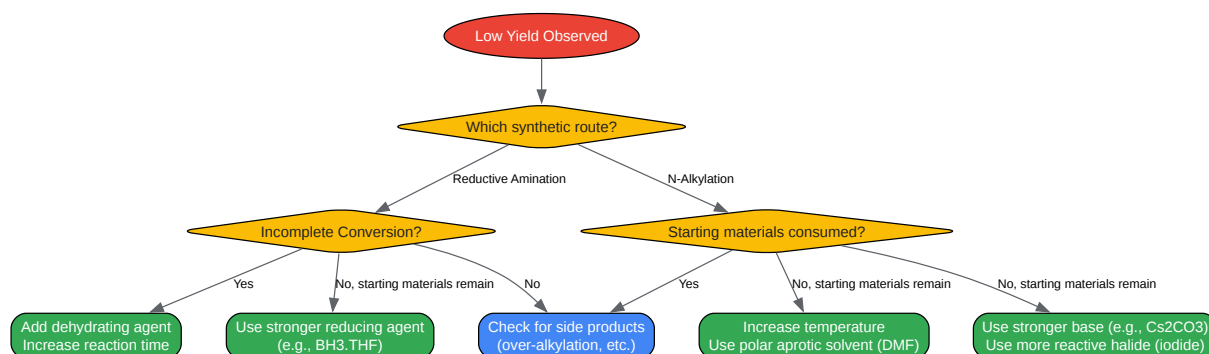 Low Yield Observed
Which synthetic route?
Reductive Amination
N-Alkylation
Incomplete Conversion?
Starting materials consumed?
Yes
No, starting materials remain
No
Yes
No, starting materials remain
No, starting materials remain
Add dehydrating agent
Increase reaction time
Use stronger reducing agent
(e.g., BH3.THF)
Check for side products
(over-alkylation, etc.)
Increase temperature
Use polar aprotic solvent (DMF)
Use stronger base (e.g., Cs2CO3)
Use more reactive halide (iodide)